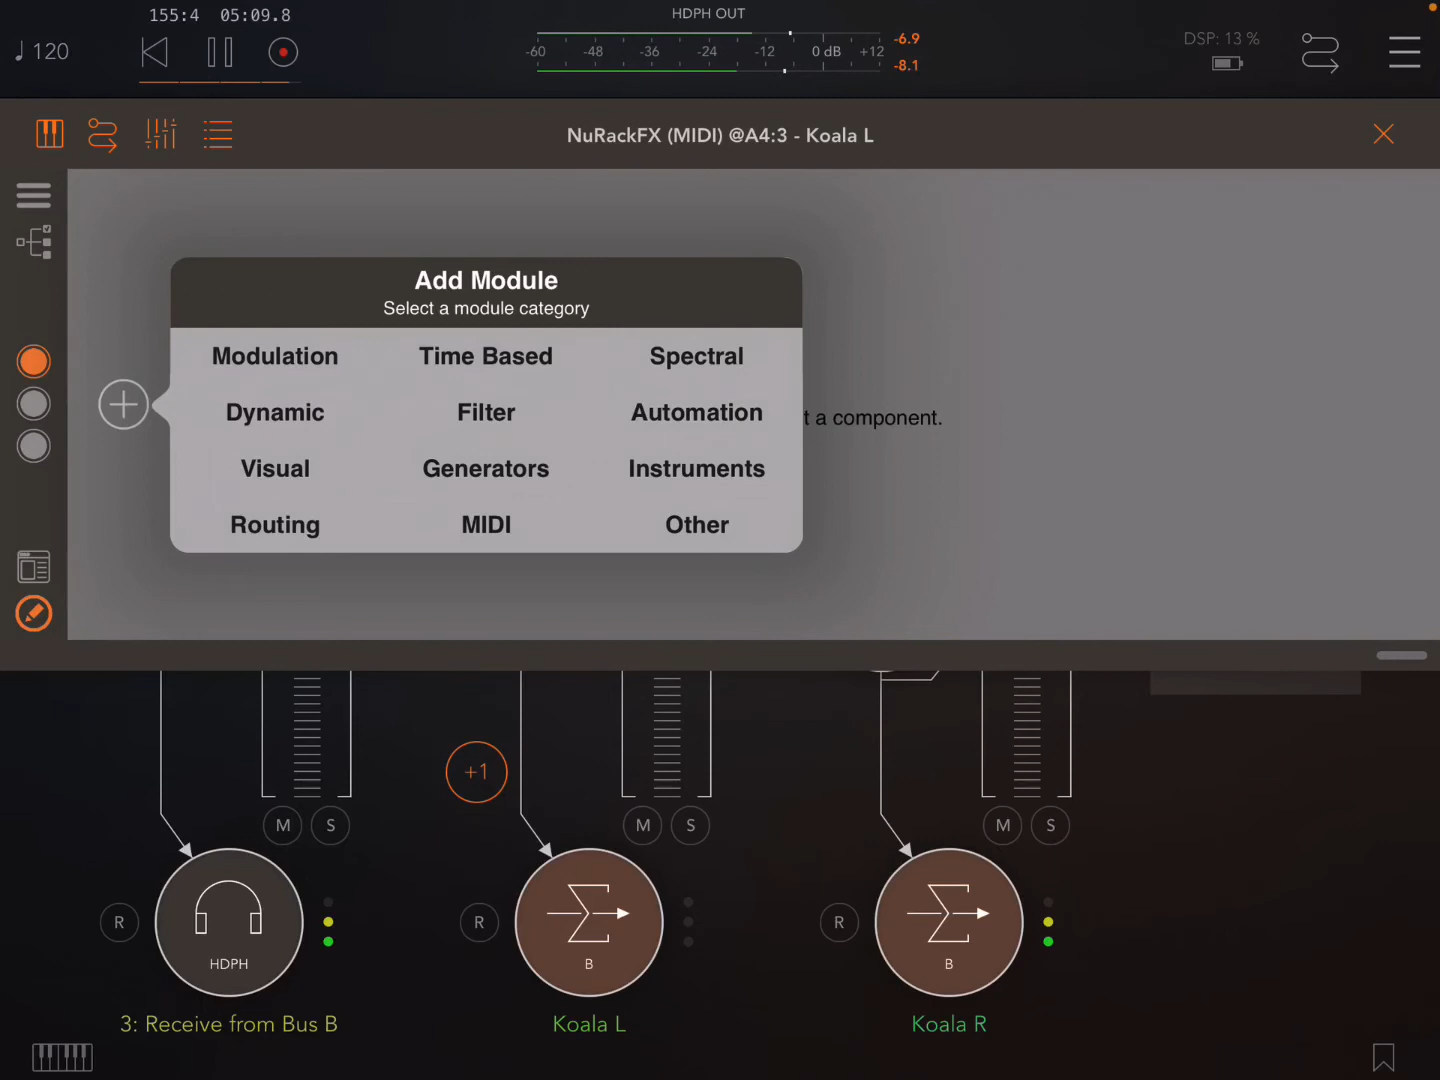 155:4 05:09.8
HDPH OUT
120
-60 -48 -36 -24 -12 0 dB +12
-6.9
-8.1
DSP: 13 %
NuRackFX (MIDI) @A4:3 - Koala L
Add Module
Select a module category
Modulation Time Based Spectral
Dynamic Filter Automation
t a component.
Visual Generators Instruments
Routing MIDI Other
+1
M S M S M S
R R R
HDPH B B
3: Receive from Bus B Koala L Koala R